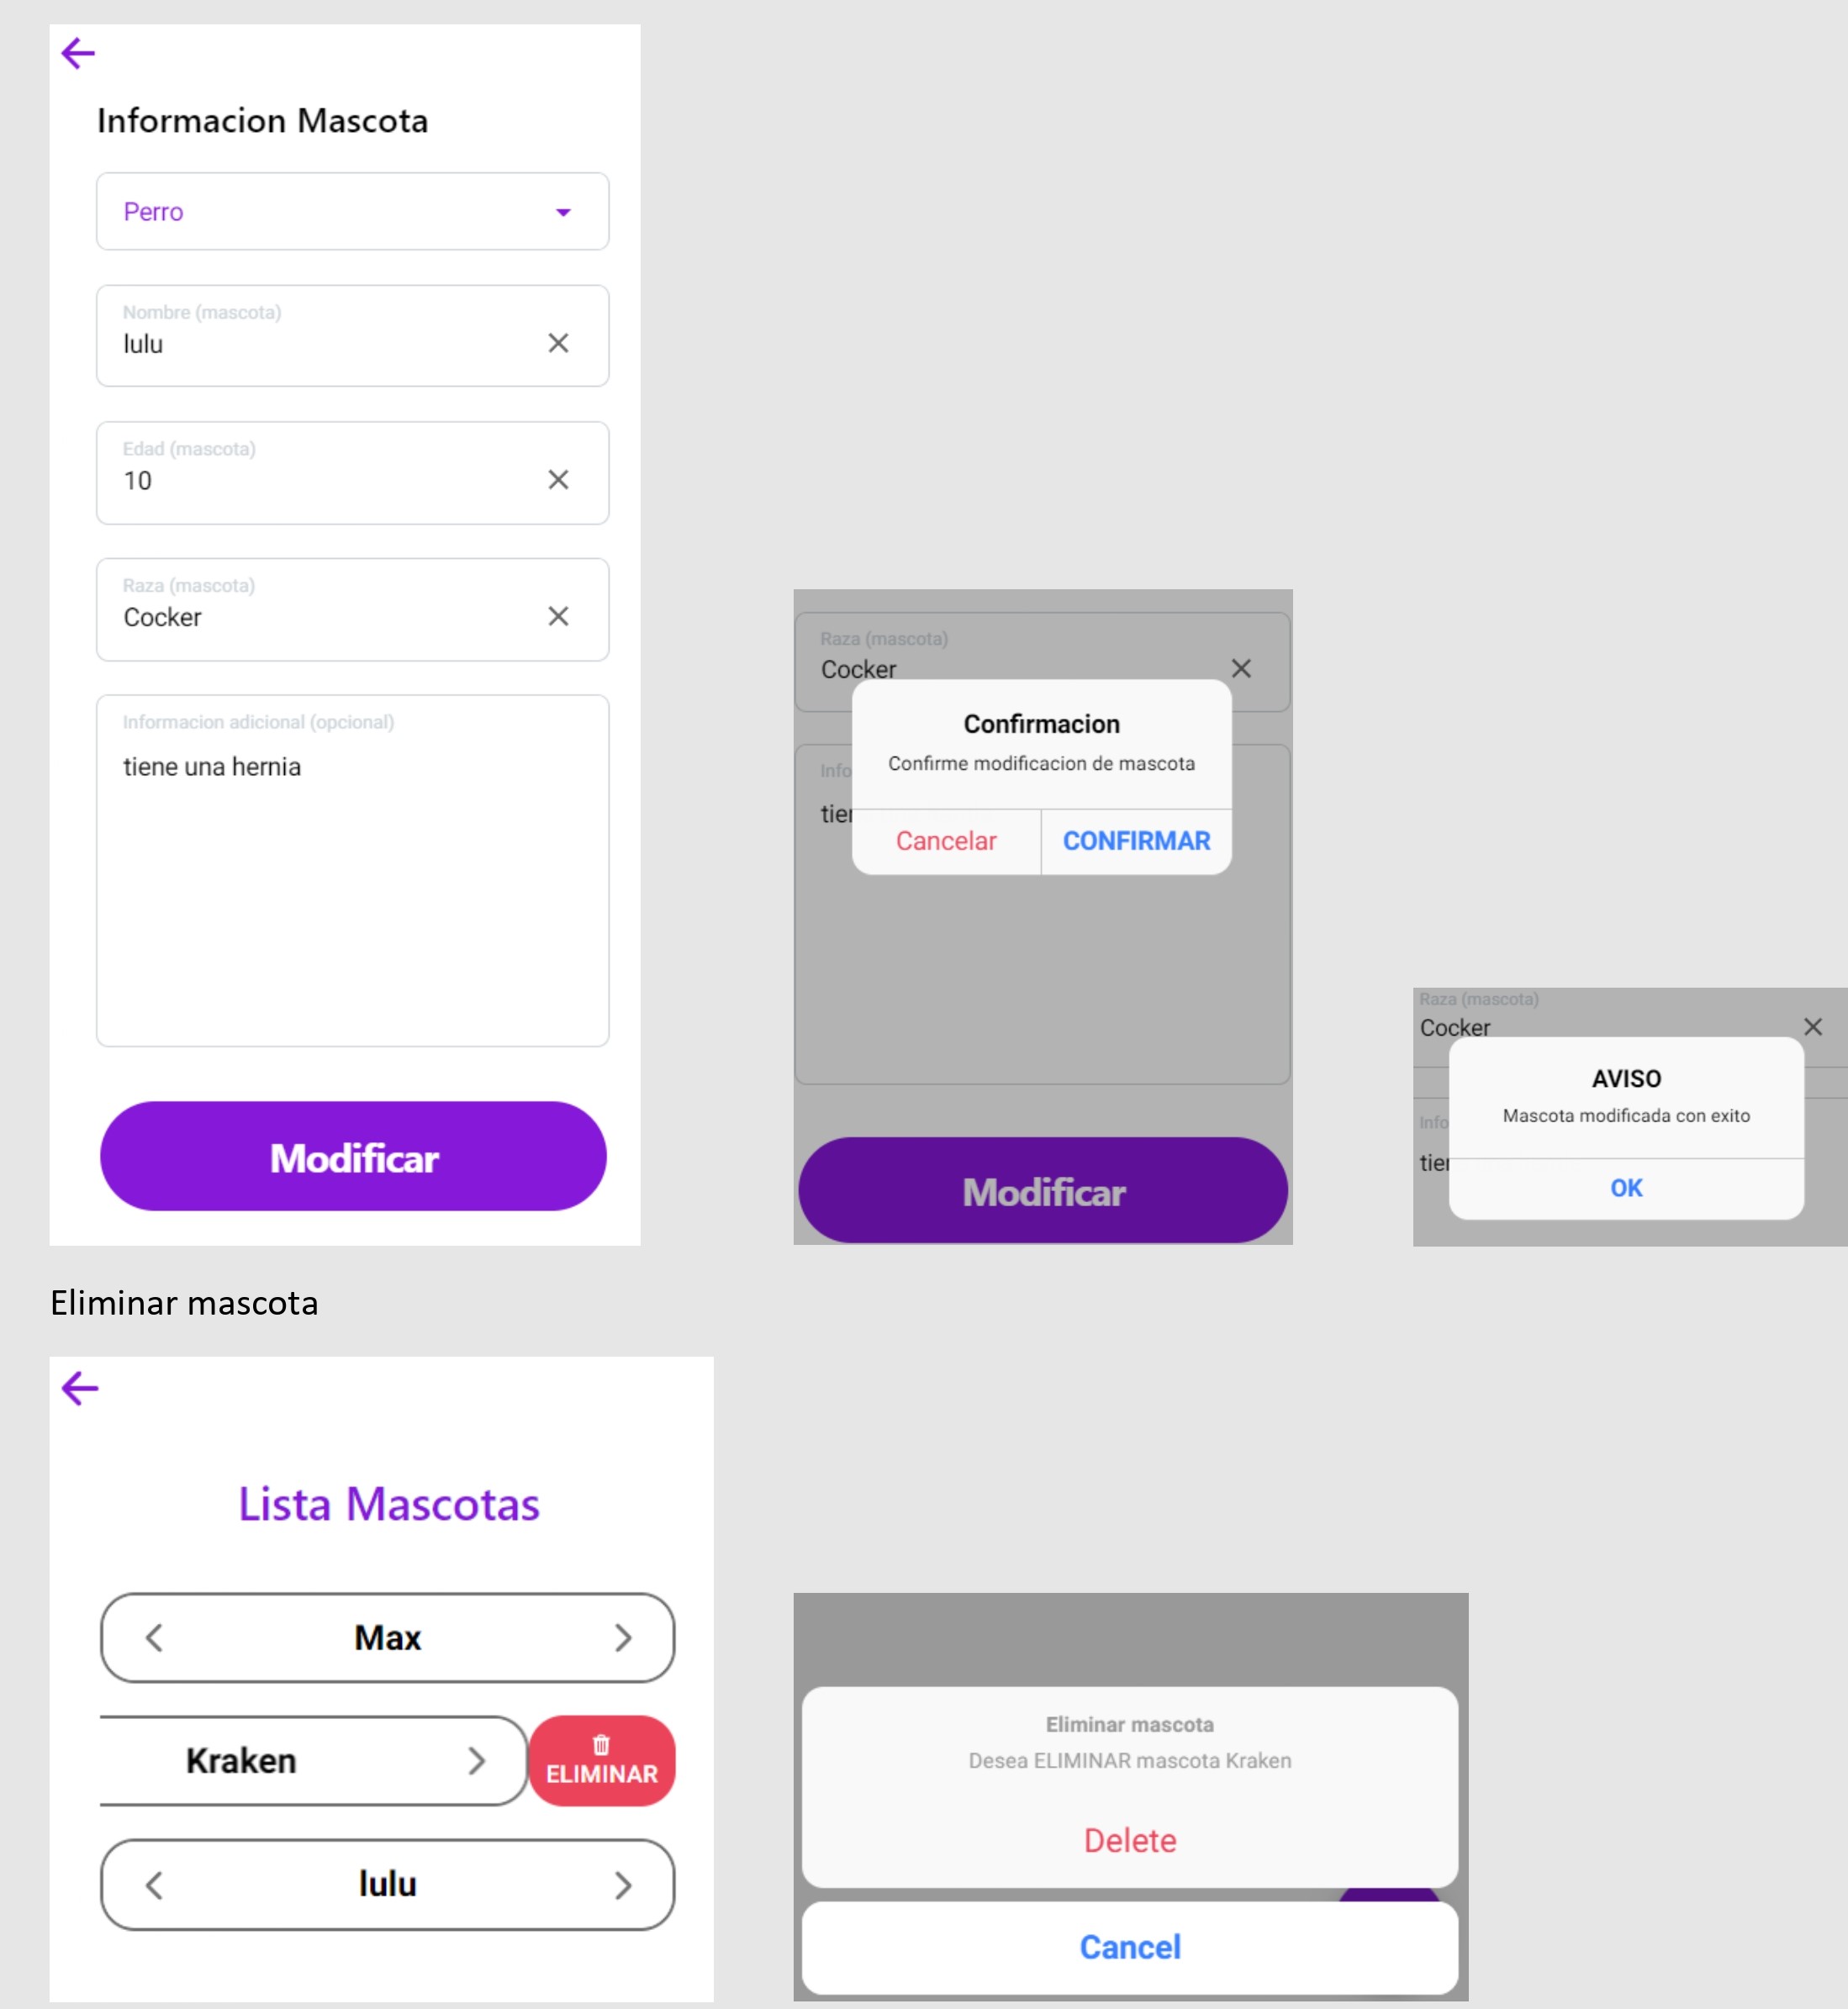 Informacion Mascota
Perro
Nombre (mascota)
lulu
Edad (mascota)
10
Raza (mascota)
Cocker
Informacion adicional (opcional)
tiene una hernia
Modificar
Raza (mascota)
Cocker
Info
tier
Confirmacion
Confirme modificacion de mascota
Cancelar
CONFIRMAR
Modificar
Raza (mascota)
Cocker
Info
tier
AVISO
Mascota modificada con exito
OK
Eliminar mascota
Lista Mascotas
Max
Kraken
ELIMINAR
lulu
Eliminar mascota
Desea ELIMINAR mascota Kraken
Delete
Cancel